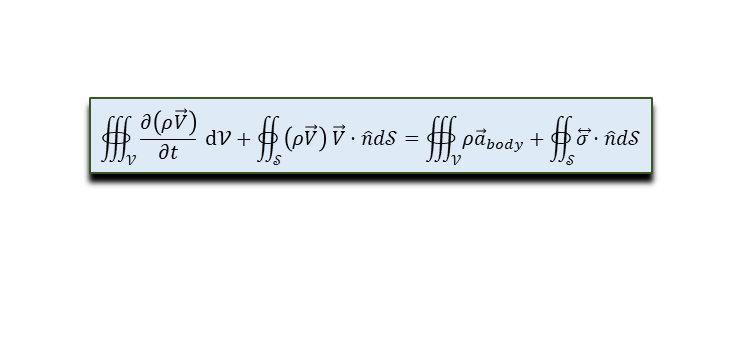 ∰_𝒱 ∂(ρV⃗)/∂t d𝒱 + ∯_𝒮 (ρV⃗) V⃗ · n̂d𝒮 = ∰_𝒱 ρa⃗_body + ∯_𝒮 σ⃡ · n̂d𝒮